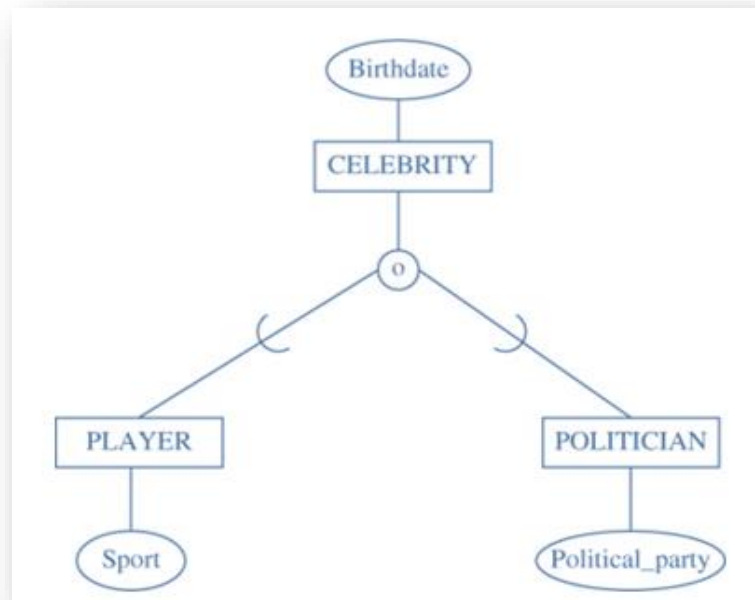 Birthdate
CELEBRITY
o
PLAYER
POLITICIAN
Sport
Political_party